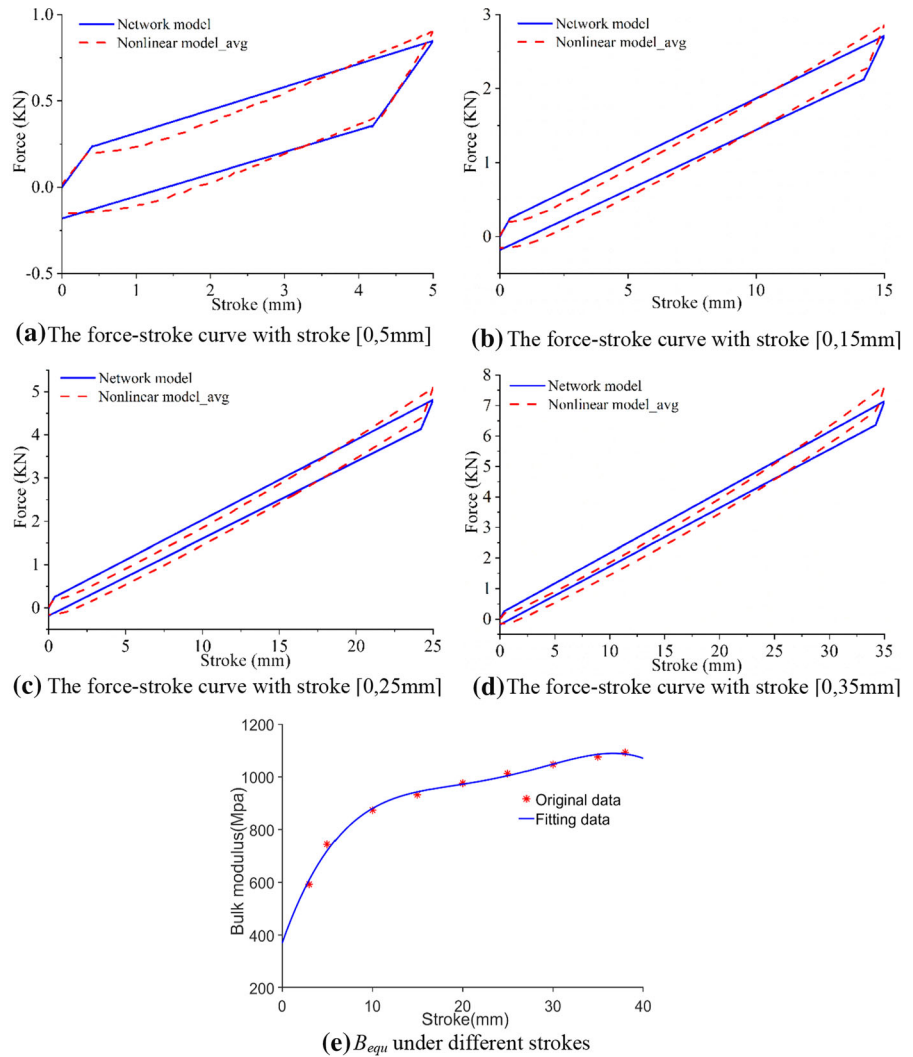 1.0
Network model
Nonlinear model_avg
0.5
0.0
-0.5
Force (KN)
0 1 2 3 4 5
Stroke (mm)
(a) The force-stroke curve with stroke [0,5mm]
3
Network model
Nonlinear model_avg
2
1
0
Force (KN)
0 5 10 15
Stroke (mm)
(b) The force-stroke curve with stroke [0,15mm]
Network model
Nonlinear model_avg
5
4
3
2
1
0
Force (KN)
0 5 10 15 20 25
Stroke (mm)
(c) The force-stroke curve with stroke [0,25mm]
8
Network model
Nonlinear model_avg
7
6
5
4
3
2
1
0
Force (KN)
0 5 10 15 20 25 30 35
Stroke (mm)
(d) The force-stroke curve with stroke [0,35mm]
1200
1000
800
600
400
200
Bulk modulus(Mpa)
Original data
Fitting data
0 10 20 30 40
Stroke(mm)
(e) Bequ under different strokes